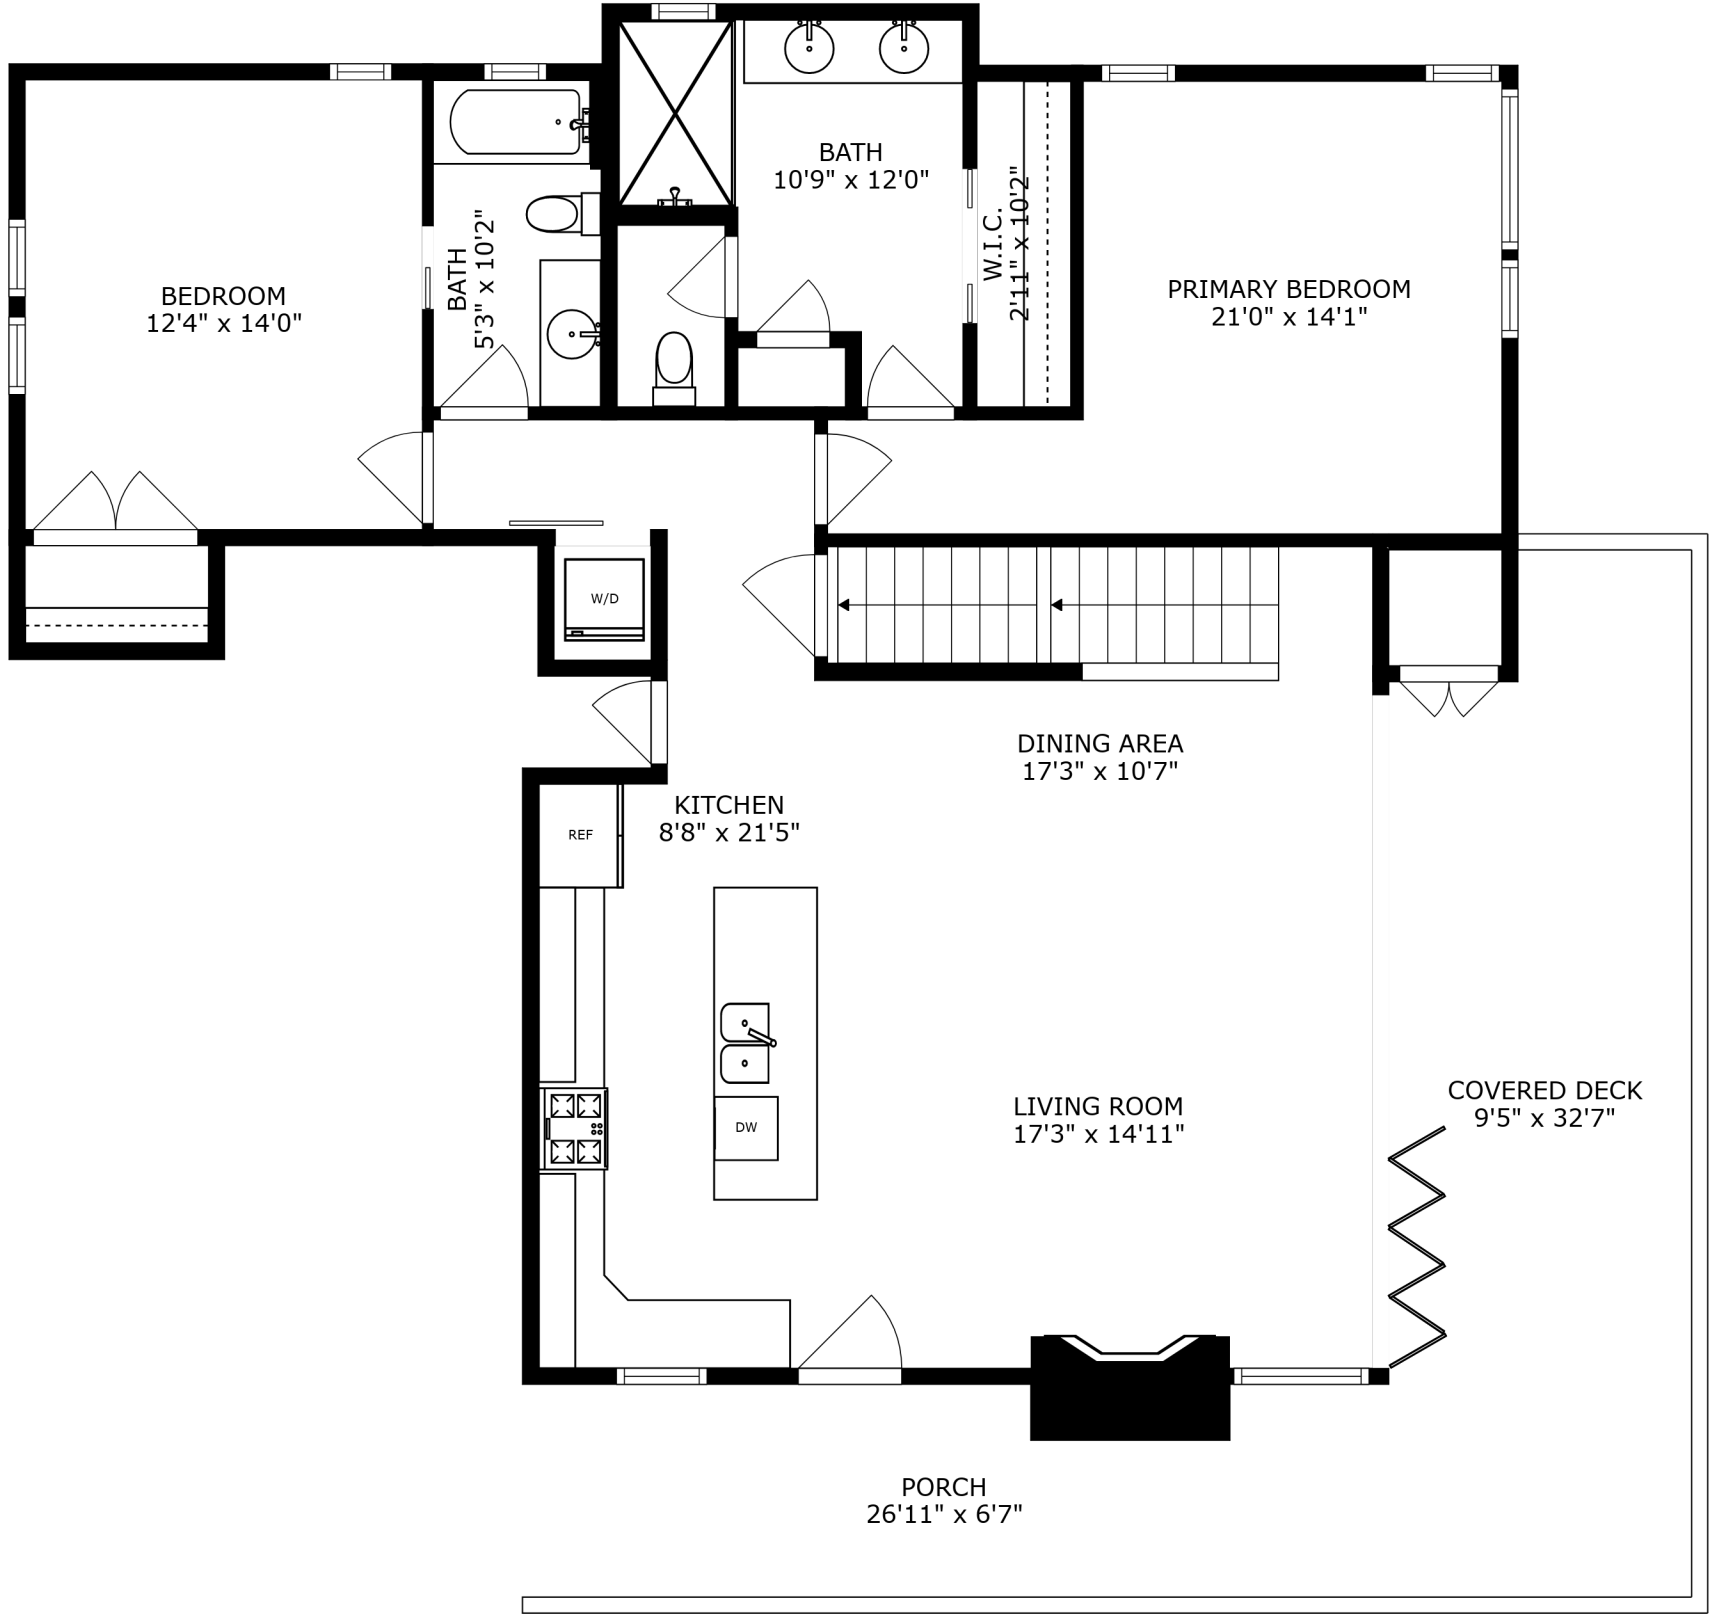 BATH
10'9" x 12'0"
BEDROOM
12'4" x 14'0"
BATH
5'3" x 10'2"
W.I.C.
2'11" x 10'2"
PRIMARY BEDROOM
21'0" x 14'1"
W/D
DINING AREA
17'3" x 10'7"
KITCHEN
8'8" x 21'5"
REF
LIVING ROOM
17'3" x 14'11"
COVERED DECK
9'5" x 32'7"
DW
PORCH
26'11" x 6'7"